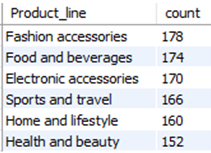 Product_line count
Fashion accessories 178
Food and beverages 174
Electronic accessories 170
Sports and travel 166
Home and lifestyle 160
Health and beauty 152